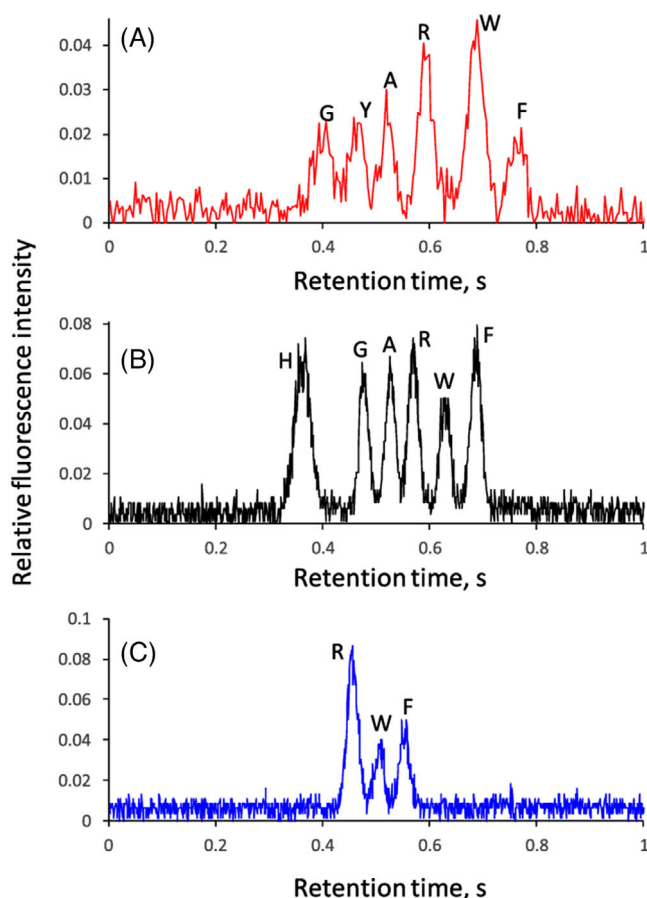 Relative fluorescence intensity
(A)
G Y A R W F
0.04
0.03
0.02
0.01
0
0 0.2 0.4 0.6 0.8 1
Retention time, s
(B)
H G A R W F
0.08
0.06
0.04
0.02
0
0 0.2 0.4 0.6 0.8 1
Retention time, s
(C)
R W F
0.1
0.08
0.06
0.04
0.02
0
0 0.2 0.4 0.6 0.8 1
Retention time, s